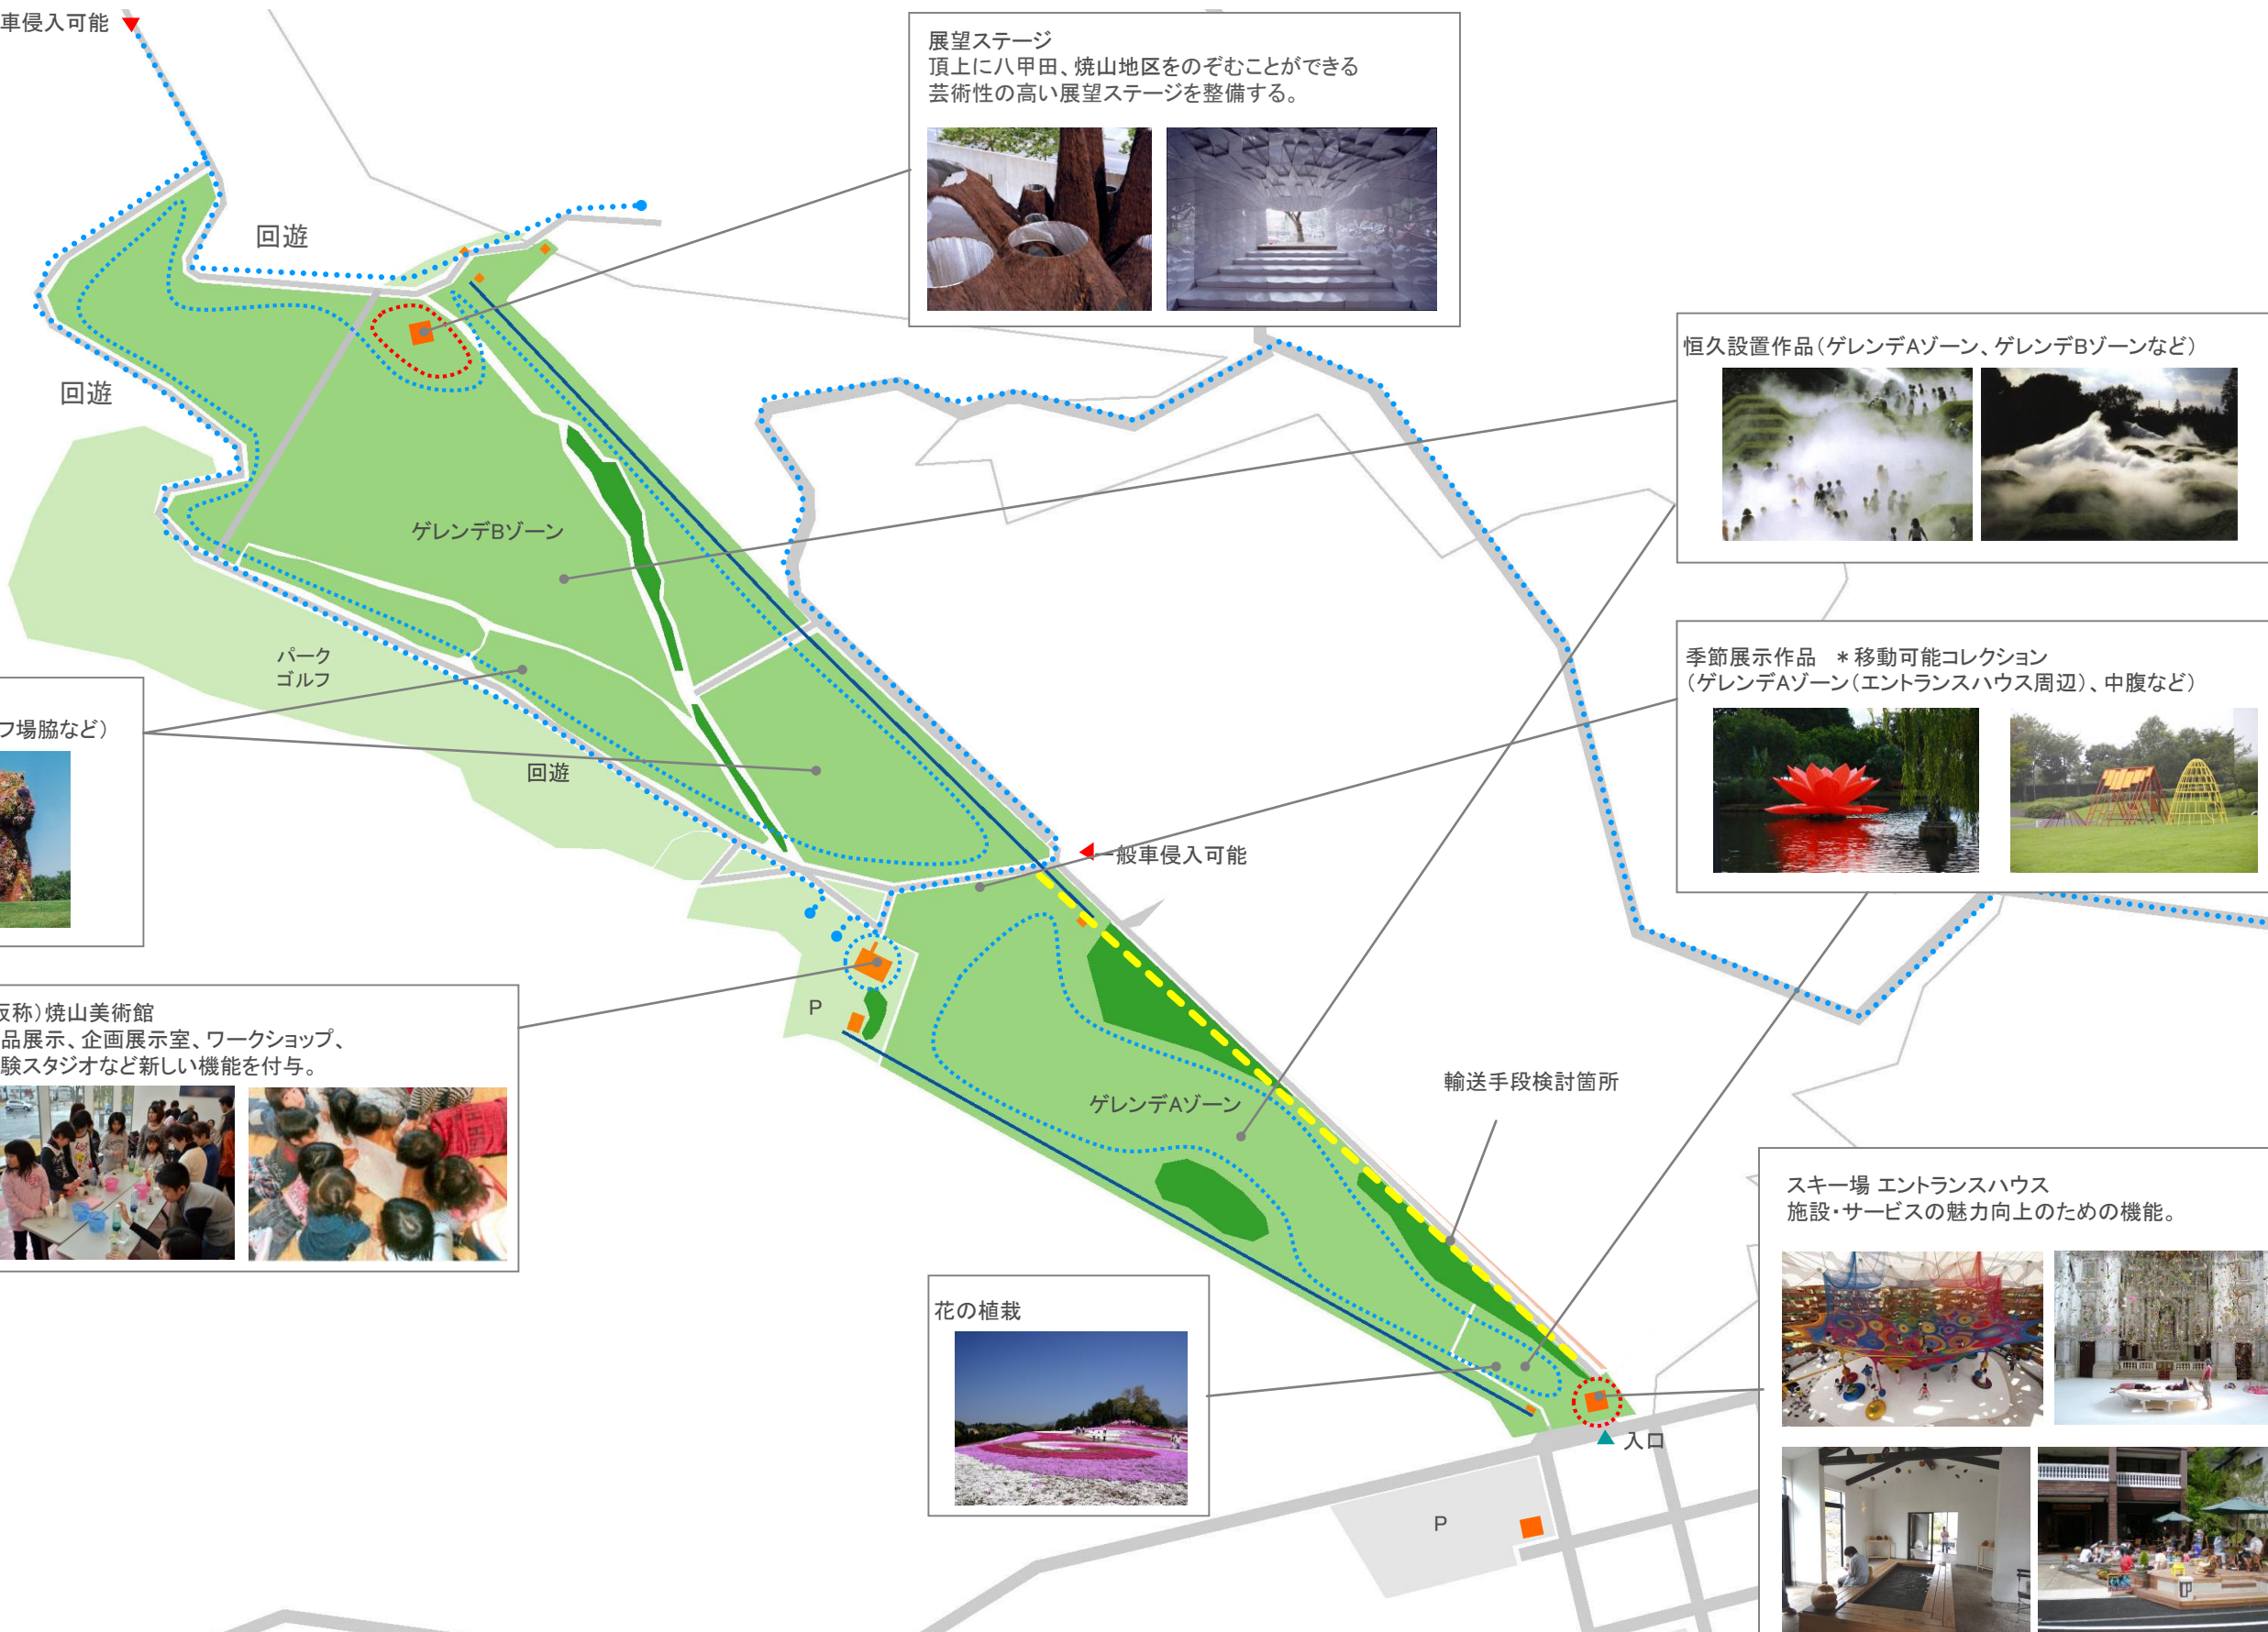 車侵入可能
展望ステージ
頂上に八甲田、焼山地区をのぞむことができる
芸術性の高い展望ステージを整備する。
回遊
回遊
恒久設置作品（ゲレンデAゾーン、ゲレンデBゾーンなど）
ゲレンデBゾーン
パーク
ゴルフ
季節展示作品　＊移動可能コレクション
（ゲレンデAゾーン（エントランスハウス周辺）、中腹など）
フ場脇など）
回遊
一般車侵入可能
仮称）焼山美術館
品展示、企画展示室、ワークショップ、
験スタジオなど新しい機能を付与。
P
ゲレンデAゾーン
輸送手段検討箇所
スキー場 エントランスハウス
施設・サービスの魅力向上のための機能。
花の植栽
入口
P